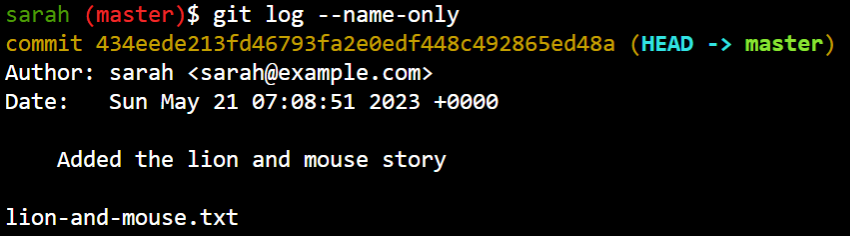 sarah (master)$ git log --name-only
commit 434eede213fd46793fa2e0edf448c492865ed48a (HEAD -> master)
Author: sarah <sarah@example.com>
Date:   Sun May 21 07:08:51 2023 +0000
Added the lion and mouse story
lion-and-mouse.txt